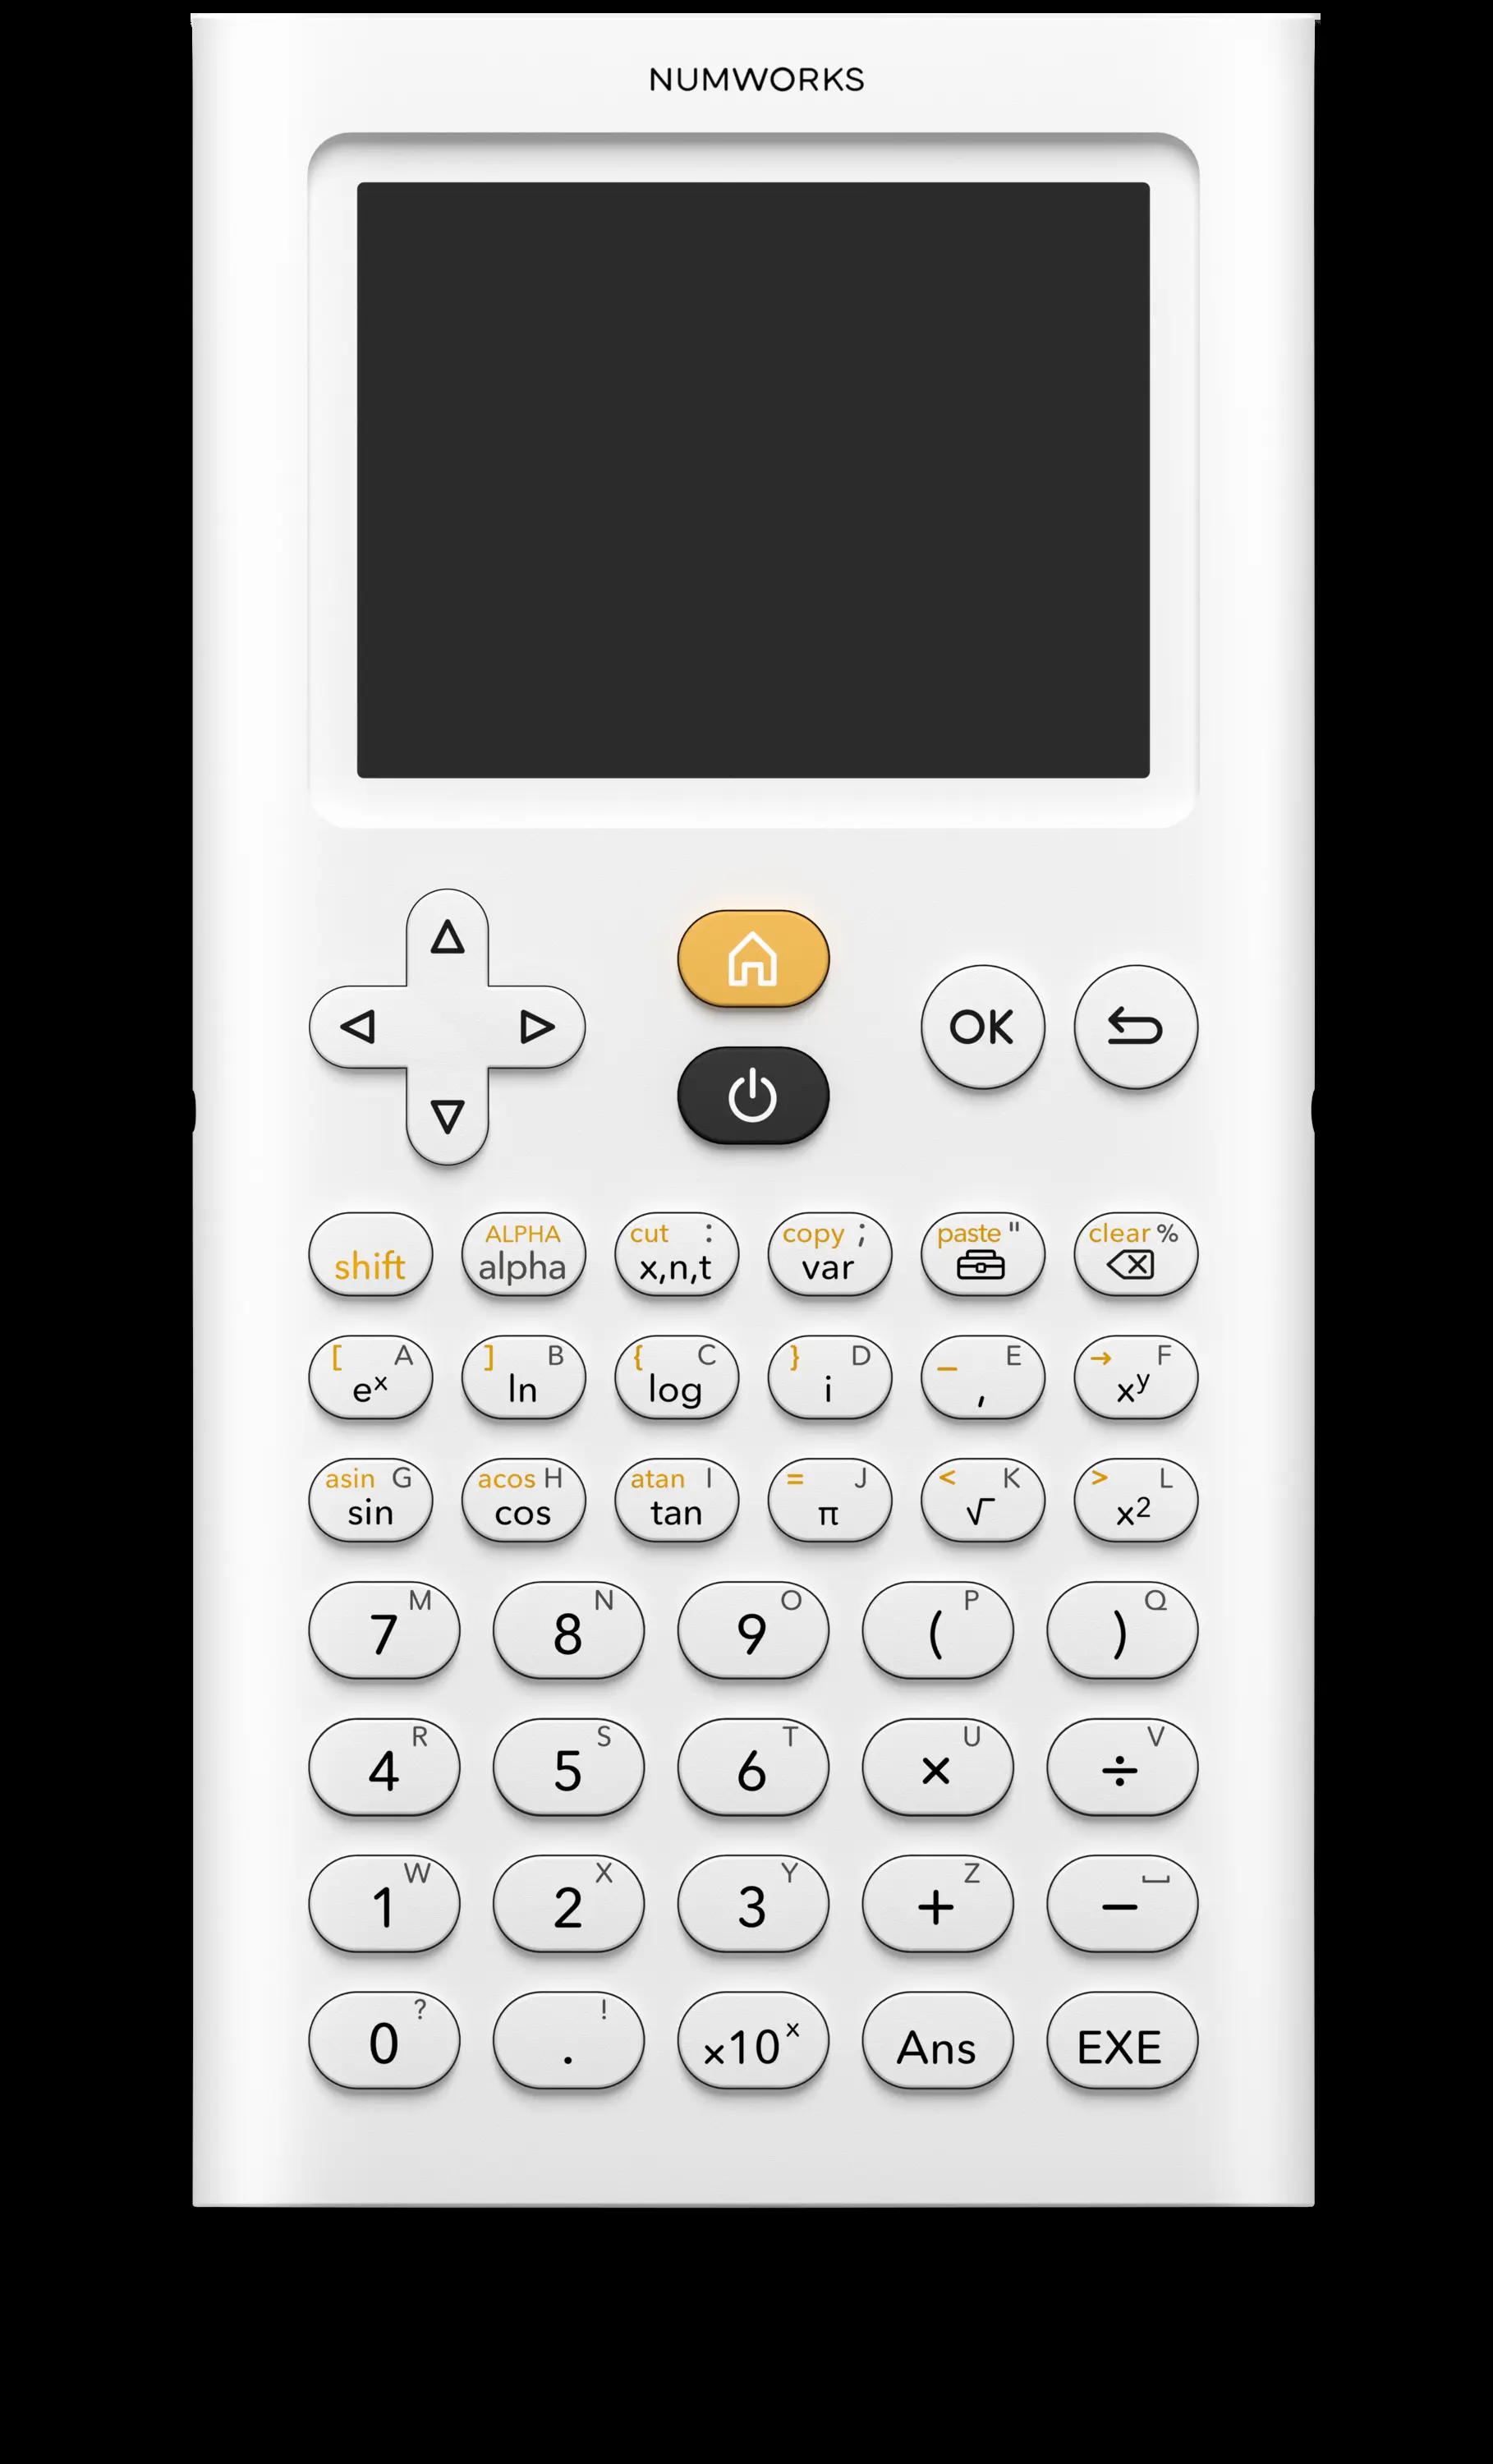 NUMWORKS
OK
shift ALPHA alpha cut : x,n,t copy ; var paste " clear %
[ A eˣ ] B ln { C log } D i _ E , → F xʸ
asin G sin acos H cos atan I tan = J π < K √ > L x²
7 M 8 N 9 O ( P ) Q
4 R 5 S 6 T × U ÷ V
1 W 2 X 3 Y + Z −
0 ? . ! ×10ˣ Ans EXE